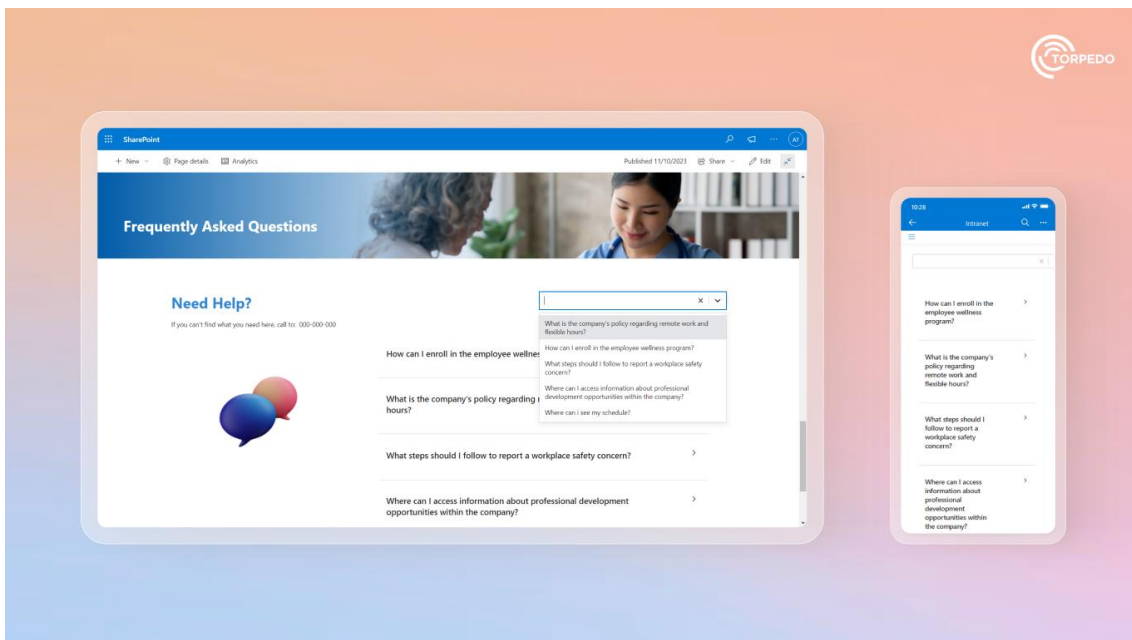 TORPEDO
SharePoint
AT
New
Page details
Analytics
Published 11/10/2023
Share
Edit
Frequently Asked Questions
Need Help?
If you can't find what you need here, call to: 000-000-000
What is the company's policy regarding remote work and
flexible hours?
How can I enroll in the employee wellness program?
What steps should I follow to report a workplace safety
concern?
Where can I access information about professional
development opportunities within the company?
Where can i see my schedule?
How can I enroll in the employee wellnes
What is the company's policy regarding
hours?
What steps should I follow to report a workplace safety concern?
Where can I access information about professional development
opportunities within the company?
10:28
Intranet
How can I enroll in the
employee wellness
program?
What is the company's
policy regarding
remote work and
flexible hours?
What steps should I
follow to report a
workplace safety
concern?
Where can I access
information about
professional
development
opportunities within
the company?